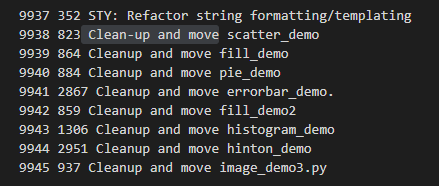 9937 352 STY: Refactor string formatting/templating
9938 823 Clean-up and move scatter_demo
9939 864 Cleanup and move fill_demo
9940 884 Cleanup and move pie_demo
9941 2867 Cleanup and move errorbar_demo.
9942 859 Cleanup and move fill_demo2
9943 1306 Cleanup and move histogram_demo
9944 2951 Cleanup and move hinton_demo
9945 937 Cleanup and move image_demo3.py